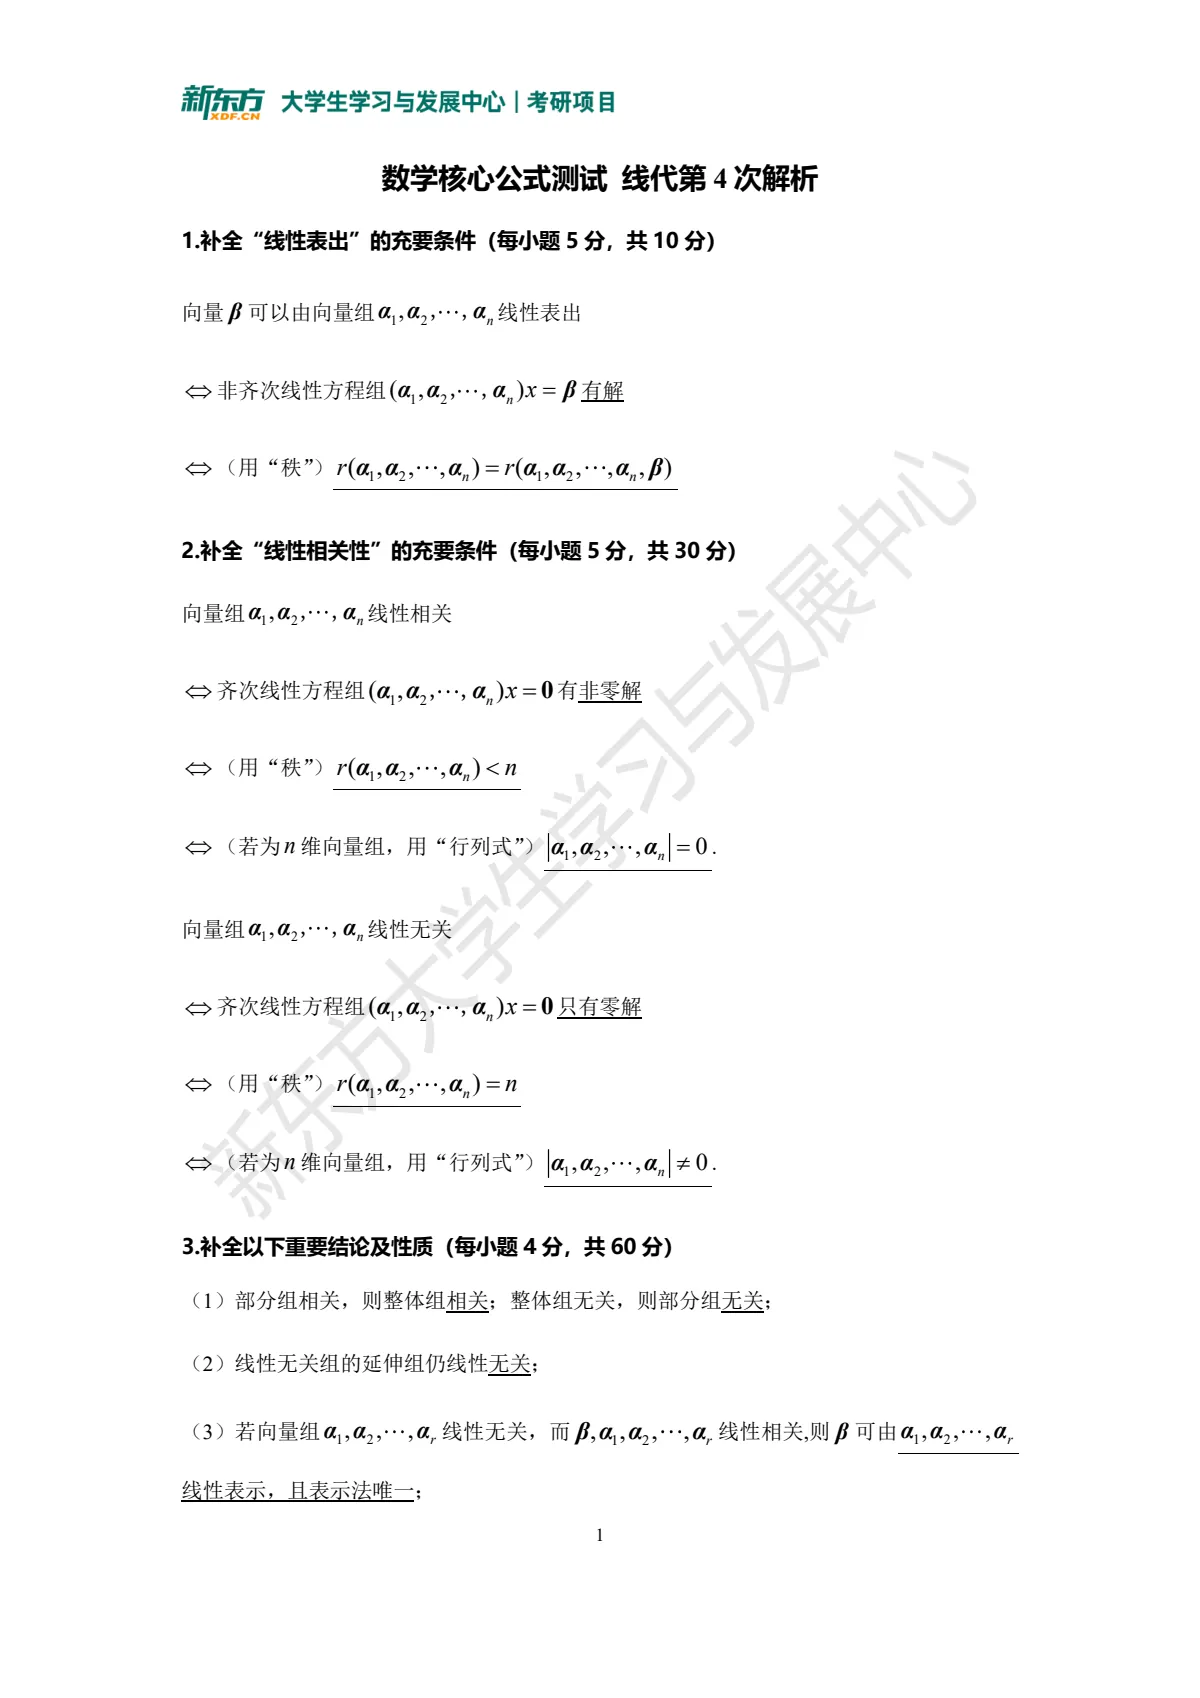 新东方 XDF.CN 大学生学习与发展中心 | 考研项目
数学核心公式测试 线代第 4 次解析
1.补全“线性表出”的充要条件（每小题 5 分，共 10 分）
向量 β 可以由向量组 α₁,α₂,⋯, αₙ 线性表出
⇔ 非齐次线性方程组 (α₁,α₂,⋯, αₙ)x = β 有解
⇔（用“秩”） r(α₁,α₂,⋯,αₙ) = r(α₁,α₂,⋯,αₙ,β)
2.补全“线性相关性”的充要条件（每小题 5 分，共 30 分）
向量组 α₁,α₂,⋯, αₙ 线性相关
⇔ 齐次线性方程组 (α₁,α₂,⋯, αₙ)x = 0 有非零解
⇔（用“秩”） r(α₁,α₂,⋯,αₙ) < n
⇔（若为 n 维向量组，用“行列式”） |α₁,α₂,⋯,αₙ| = 0 .
向量组 α₁,α₂,⋯, αₙ 线性无关
⇔ 齐次线性方程组 (α₁,α₂,⋯, αₙ)x = 0 只有零解
⇔（用“秩”） r(α₁,α₂,⋯,αₙ) = n
⇔（若为 n 维向量组，用“行列式”） |α₁,α₂,⋯,αₙ| ≠ 0 .
3.补全以下重要结论及性质（每小题 4 分，共 60 分）
（1）部分组相关，则整体组相关；整体组无关，则部分组无关；
（2）线性无关组的延伸组仍线性无关；
（3）若向量组 α₁,α₂,⋯,αᵣ 线性无关，而 β,α₁,α₂,⋯,αᵣ 线性相关,则 β 可由 α₁,α₂,⋯,αᵣ
线性表示，且表示法唯一；
1
新东方大学生学习与发展中心